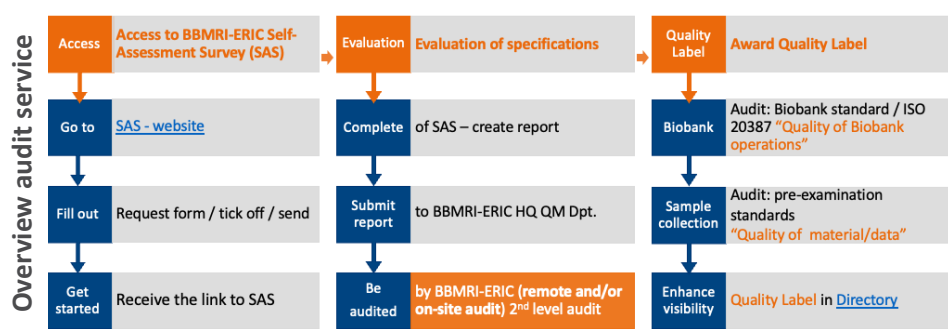 Overview audit service
Access
Access to BBMRI-ERIC Self-
Assessment Survey (SAS)
Go to
SAS - website
Fill out
Request form / tick off / send
Get
started
Receive the link to SAS
Evaluation
Evaluation of specifications
Complete
of SAS – create report
Submit
report
to BBMRI-ERIC HQ QM Dpt.
Be
audited
by BBMRI-ERIC (remote and/or
on-site audit) 2nd level audit
Quality
Label
Award Quality Label
Biobank
Audit: Biobank standard / ISO
20387 “Quality of Biobank
operations”
Sample
collection
Audit: pre-examination
standards
“Quality of  material/data”
Enhance
visibility
Quality Label in Directory